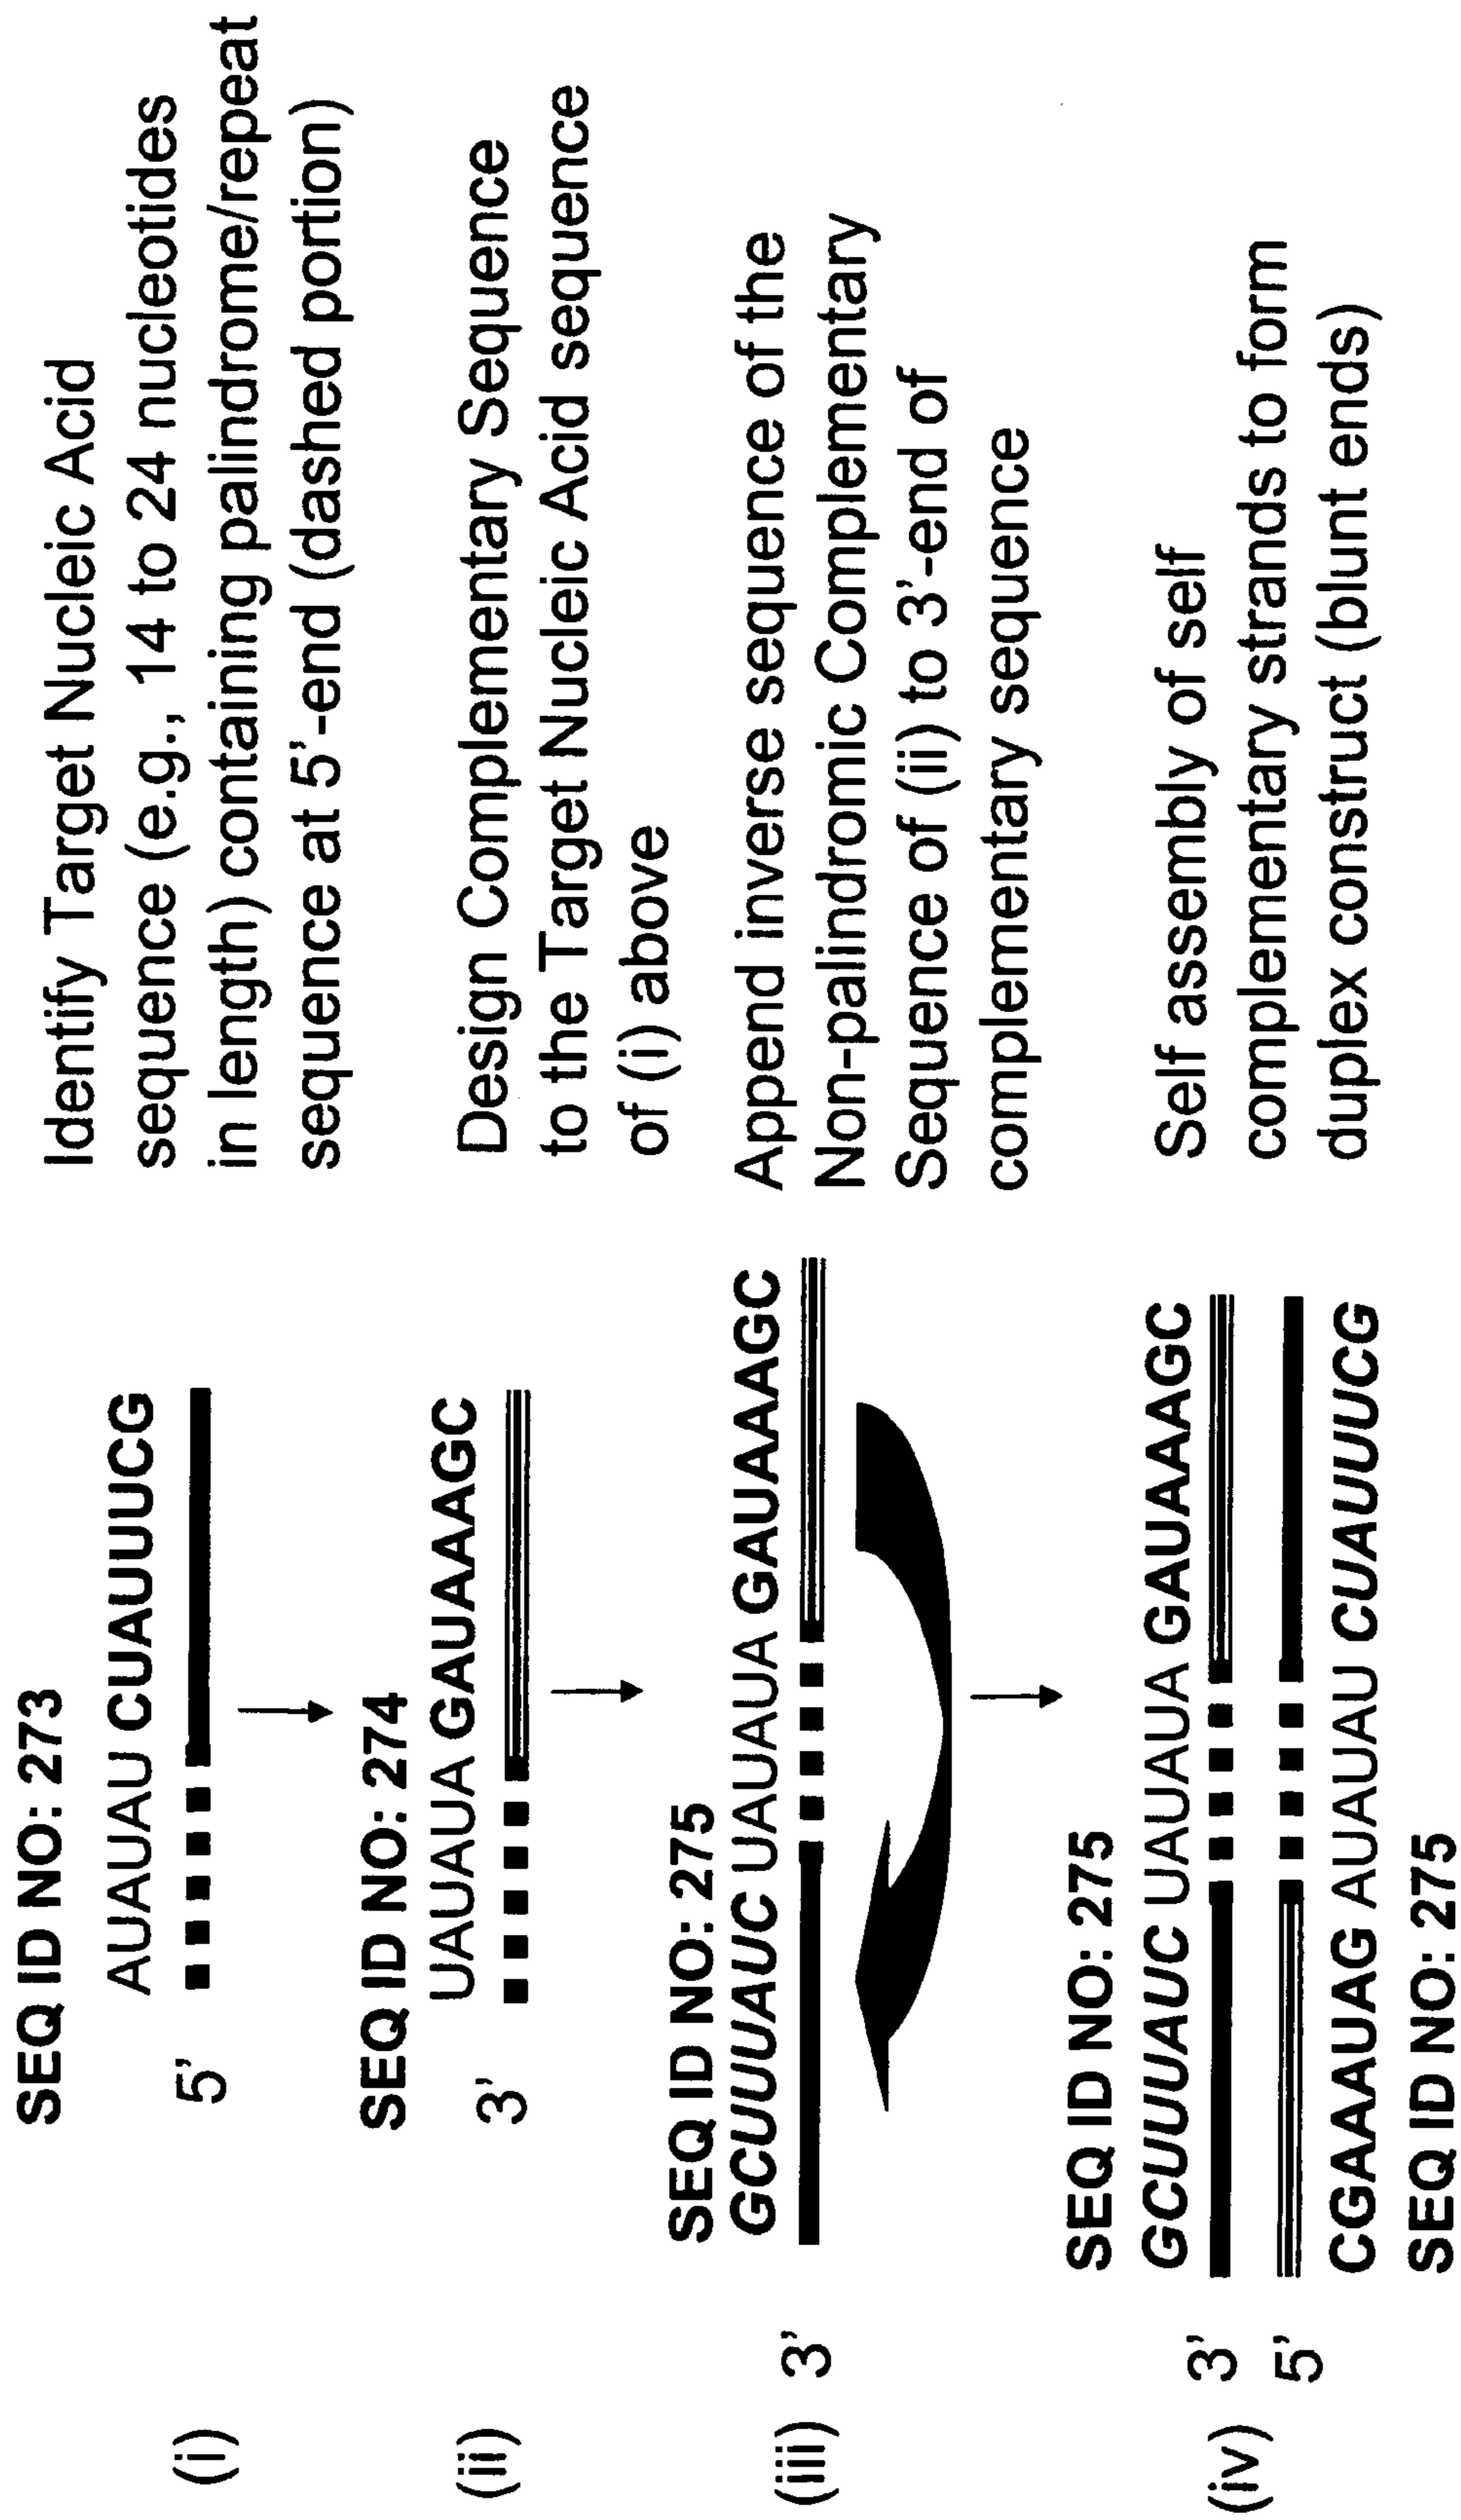 SEQ ID NO: 273
AUAUAU CUAUUUCG
(i) 5’
Identify Target Nucleic Acid
sequence (e.g., 14 to 24 nucleotides
in length) containing palindrome/repeat
sequence at 5’-end (dashed portion)
SEQ ID NO: 274
UAUAUA GAUAAAGC
(ii) 3’
Design Complementary Sequence
to the Target Nucleic Acid sequence
of (i) above
SEQ ID NO: 275
GCUUUAUC UAUAUA GAUAAAGC
(iii) 3’
Append inverse sequence of the
Non-palindromic Complementary
Sequence of (ii) to 3’-end of
complementary sequence
SEQ ID NO: 275
GCUUUAUC UAUAUA GAUAAAGC
(iv) 3’
5’
CGAAAUAG AUAUAU CUAUUUCG
SEQ ID NO: 275
Self assembly of self
complementary strands to form
duplex construct (blunt ends)